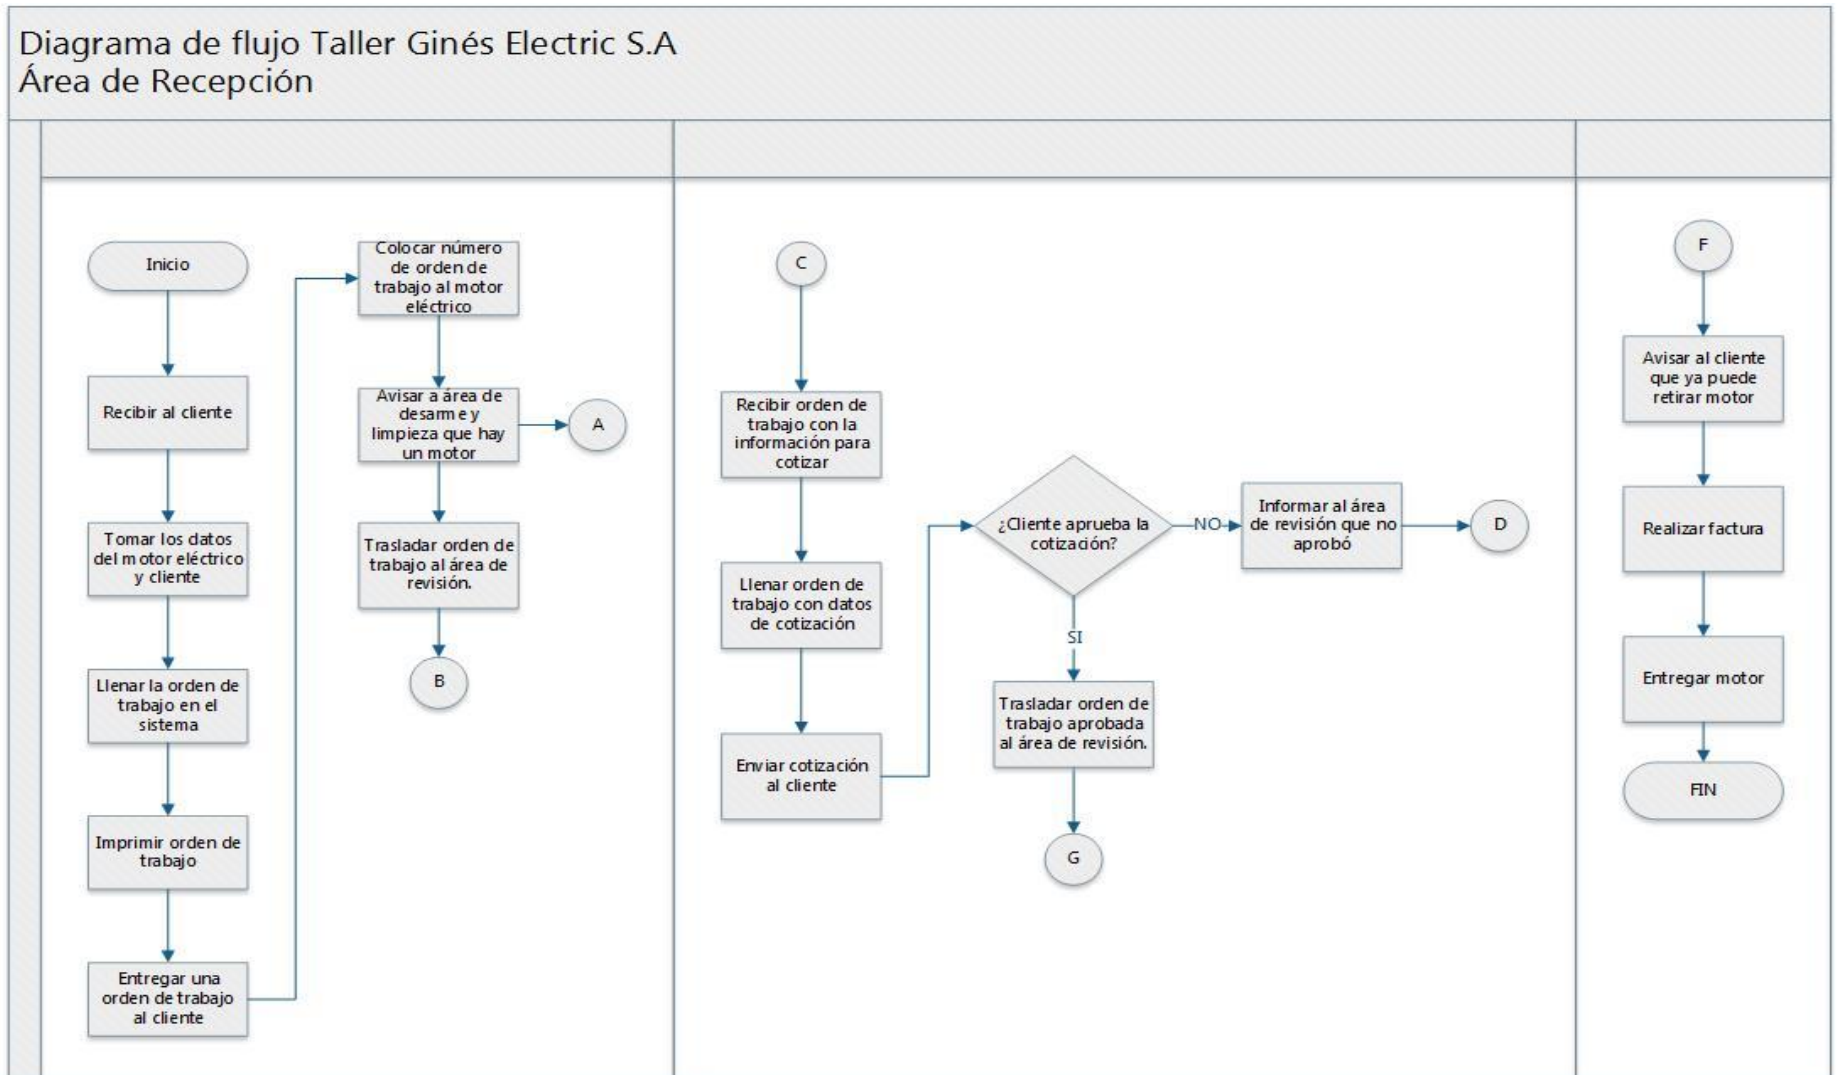 Diagrama de flujo Taller Ginés Electric S.A
Área de Recepción
Inicio
Recibir al cliente
Tomar los datos
del motor eléctrico
y cliente
Llenar la orden de
trabajo en el
sistema
Imprimir orden de
trabajo
Entregar una
orden de trabajo
al cliente
Colocar número
de orden de
trabajo al motor
eléctrico
Avisar a área de
desarme y
limpieza que hay
un motor
A
Trasladar orden de
trabajo al área de
revisión.
B
C
Recibir orden de
trabajo con la
información para
cotizar
Llenar orden de
trabajo con datos
de cotización
Enviar cotización
al cliente
¿Cliente aprueba la
cotización?
NO
Informar al área
de revisión que no
aprobó
D
SI
Trasladar orden de
trabajo aprobada
al área de revisión.
G
F
Avisar al cliente
que ya puede
retirar motor
Realizar factura
Entregar motor
FIN